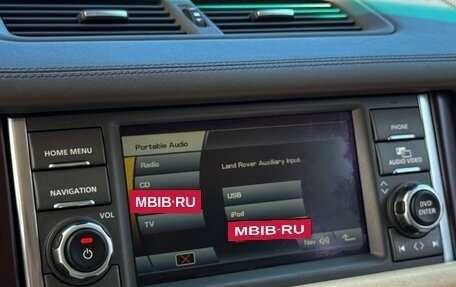 HOME MENU
NAVIGATION
VOL
Portable Audio
Radio
CD
MBIB·RU
TV
Land Rover Auxiliary Input
USB
iPod
MBIB·RU
Nav
PHONE
AUDIO/VIDEO
DVD
ENTER